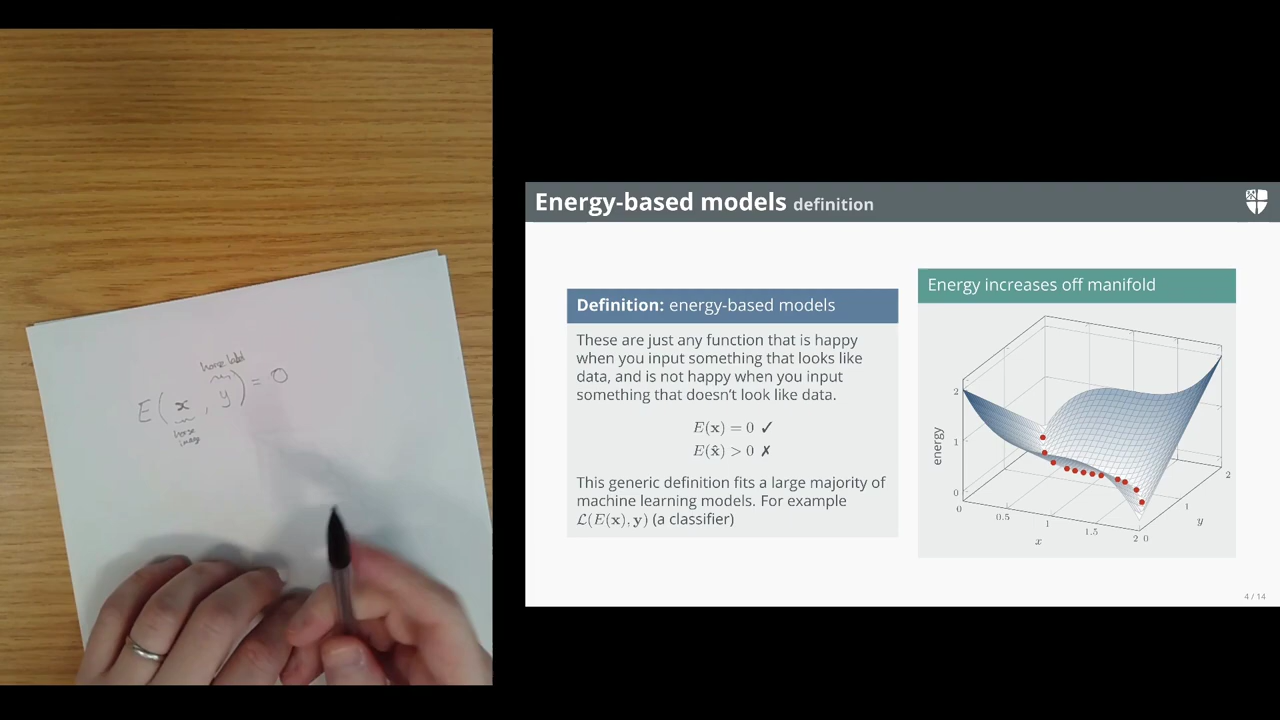 horse label
E(x, y) = 0
horse
image
Energy-based models definition
Definition: energy-based models
These are just any function that is happy
when you input something that looks like
data, and is not happy when you input
something that doesn't look like data.
E(x) = 0 ✓
E(x̂) > 0 ✗
This generic definition fits a large majority of
machine learning models. For example
ℒ(E(x), y) (a classifier)
Energy increases off manifold
2
1
0
energy
0
0.5
1
1.5
2
x
0
1
2
y
4 / 14